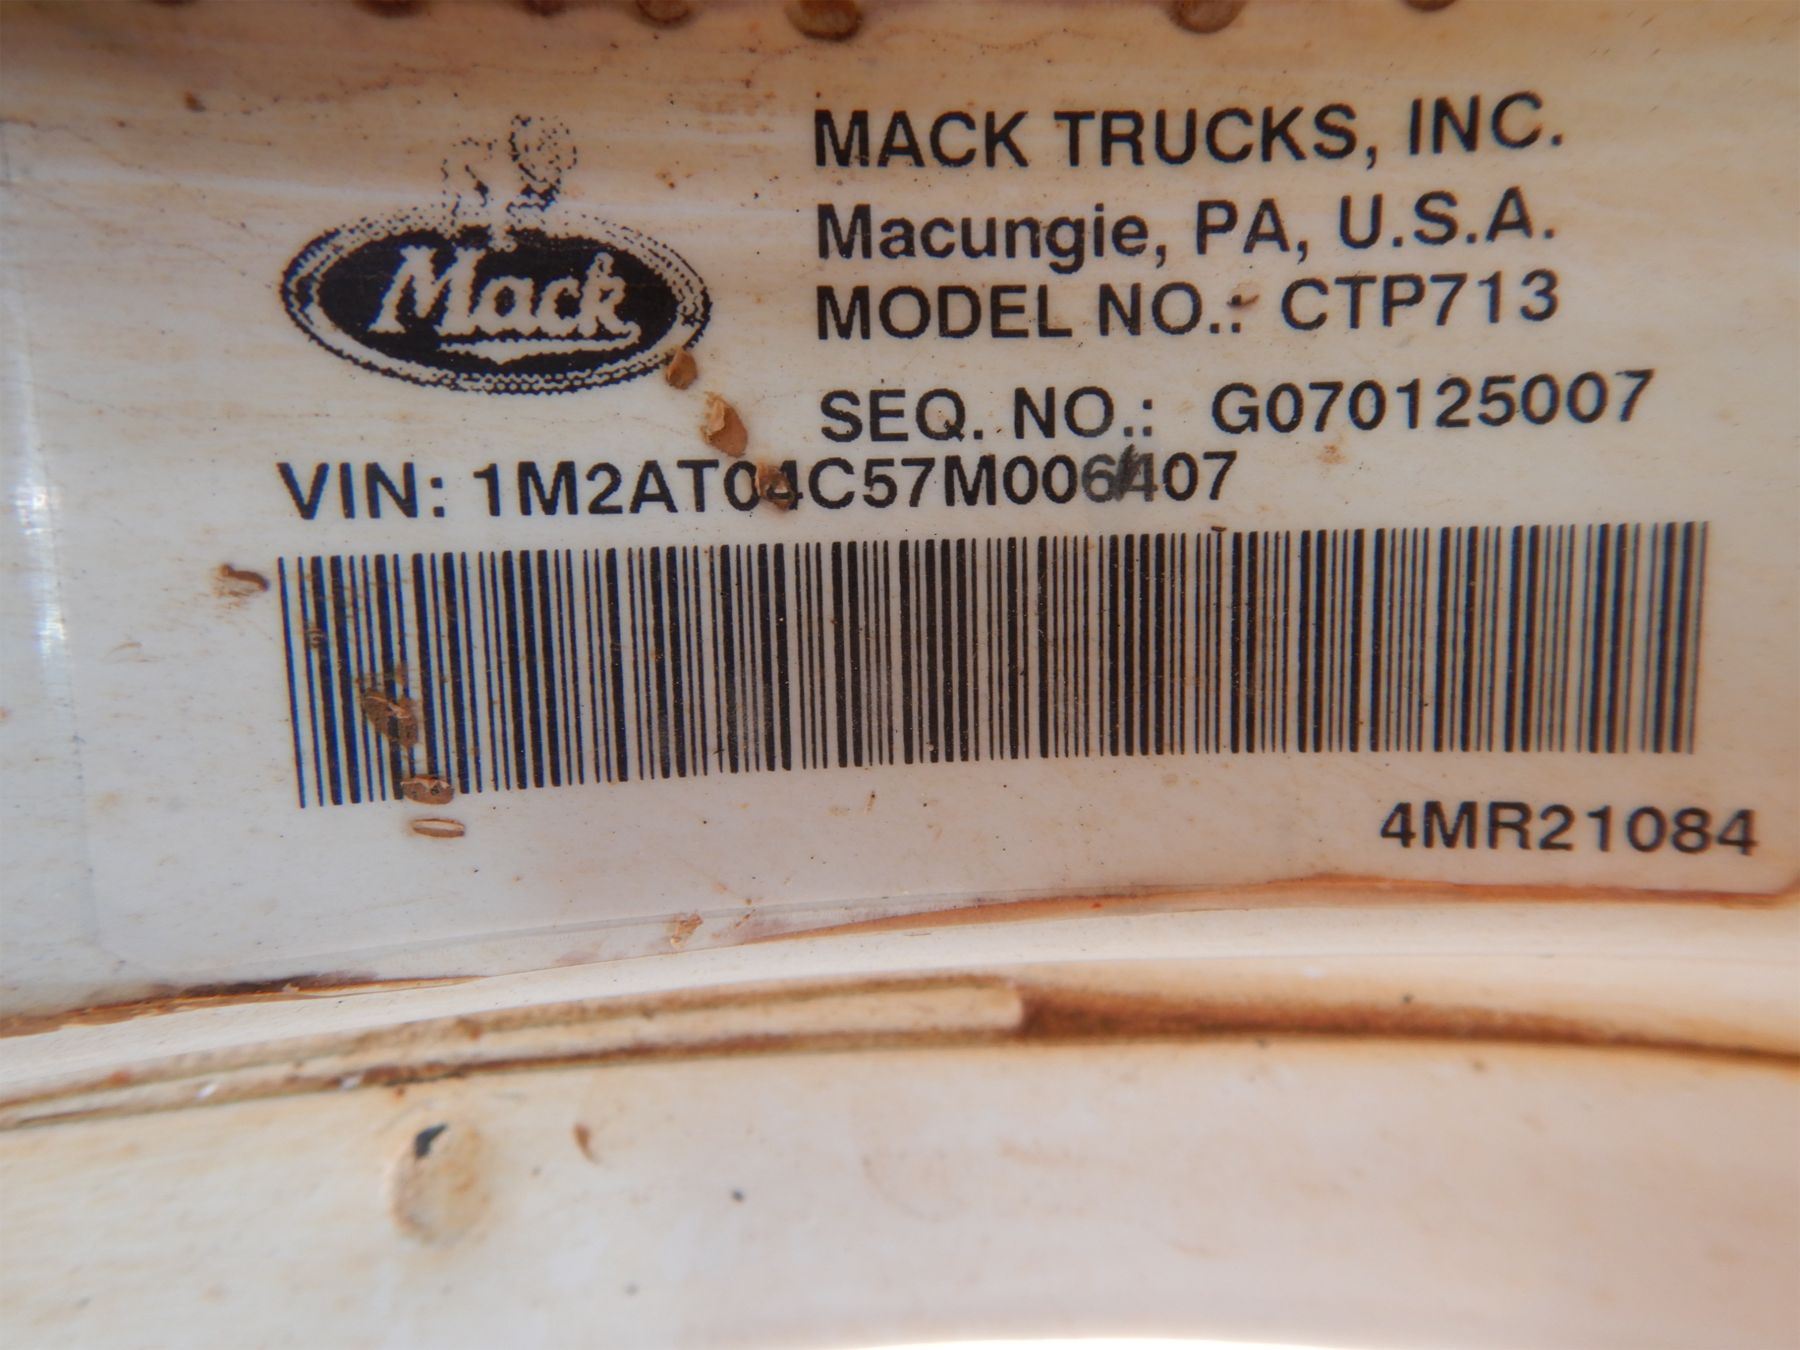 Mack
MACK TRUCKS, INC.
Macungie, PA, U.S.A.
MODEL NO.: CTP713
SEQ. NO.: G070125007
VIN: 1M2AT04C57M006407
4MR21084